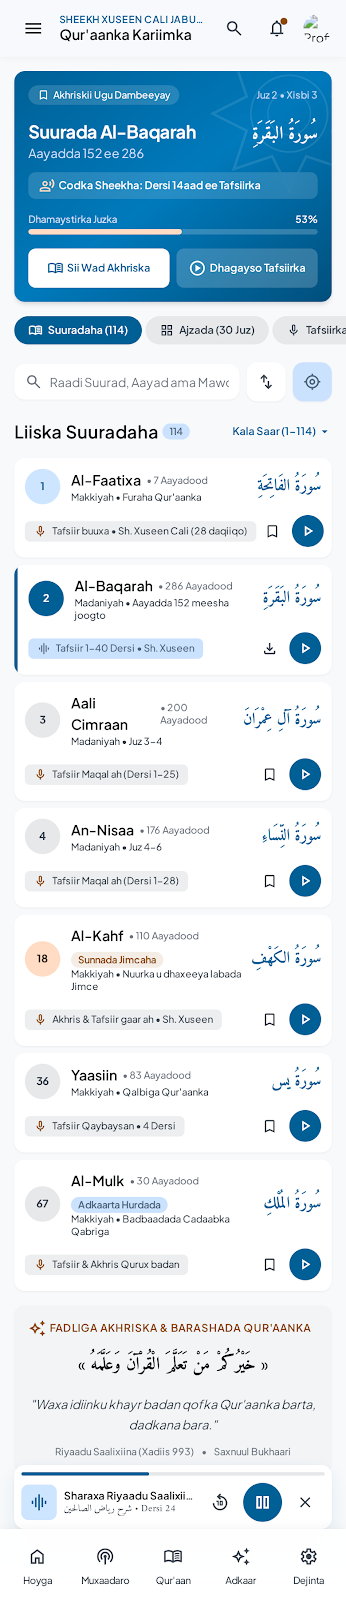 SHEEKH XUSEEN CALI JABU...
Qur'aanka Kariimka
Prof
Akhriskii Ugu Dambeeyay
Juz 2 • Xisbi 3
Suurada Al-Baqarah
سُورَةُ البَقَرَةِ
Aayadda 152 ee 286
Codka Sheekha: Dersi 14aad ee Tafsiirka
Dhamaystirka Juzka
53%
Sii Wad Akhriska
Dhagayso Tafsiirka
Suuradaha (114)
Ajzada (30 Juz)
Tafsiirka
Raadi Suurad, Aayad ama Mawd
Liiska Suuradaha
114
Kala Saar (1-114)
1
Al-Faatixa
• 7 Aayadood
Makkiyah • Furaha Qur'aanka
سُورَةُ الفَاتِحَةِ
Tafsiir buuxa • Sh. Xuseen Cali (28 daqiiqo)
2
Al-Baqarah
• 286 Aayadood
Madaniyah • Aayadda 152 meesha
joogto
سُورَةُ البَقَرَةِ
Tafsiir 1-40 Dersi • Sh. Xuseen
3
Aali
Cimraan
• 200
Aayadood
Madaniyah • Juz 3-4
سُورَةُ آلِ عِمْرَانَ
Tafsiir Maqal ah (Dersi 1-25)
4
An-Nisaa
• 176 Aayadood
Madaniyah • Juz 4-6
سُورَةُ النِّسَاءِ
Tafsiir Maqal ah (Dersi 1-28)
18
Al-Kahf
• 110 Aayadood
Sunnada Jimcaha
Makkiyah • Nuurka u dhaxeeya labada
Jimce
سُورَةُ الكَهْفِ
Akhris & Tafsiir gaar ah • Sh. Xuseen
36
Yaasiin
• 83 Aayadood
Makkiyah • Qalbiga Qur'aanka
سُورَةُ يس
Tafsiir Qaybaysan • 4 Dersi
67
Al-Mulk
• 30 Aayadood
Adkaarta Hurdada
Makkiyah • Badbaadada Cadaabka
Qabriga
سُورَةُ المُلْكِ
Tafsiir & Akhris Qurux badan
FADLIGA AKHRISKA & BARASHADA QUR'AANKA
« خَيْرُكُمْ مَنْ تَعَلَّمَ الْقُرْآنَ وَعَلَّمَهُ »
"Waxa idiinku khayr badan qofka Qur'aanka barta,
dadkana bara."
Riyaadu Saalixiina (Xadiis 993) • Saxnuul Bukhaari
Sharaxa Riyaadu Saalixii...
شرح رياض الصالحين • Dersi 24
10
Hoyga
Muxaadaro
Qur'aan
Adkaar
Dejinta